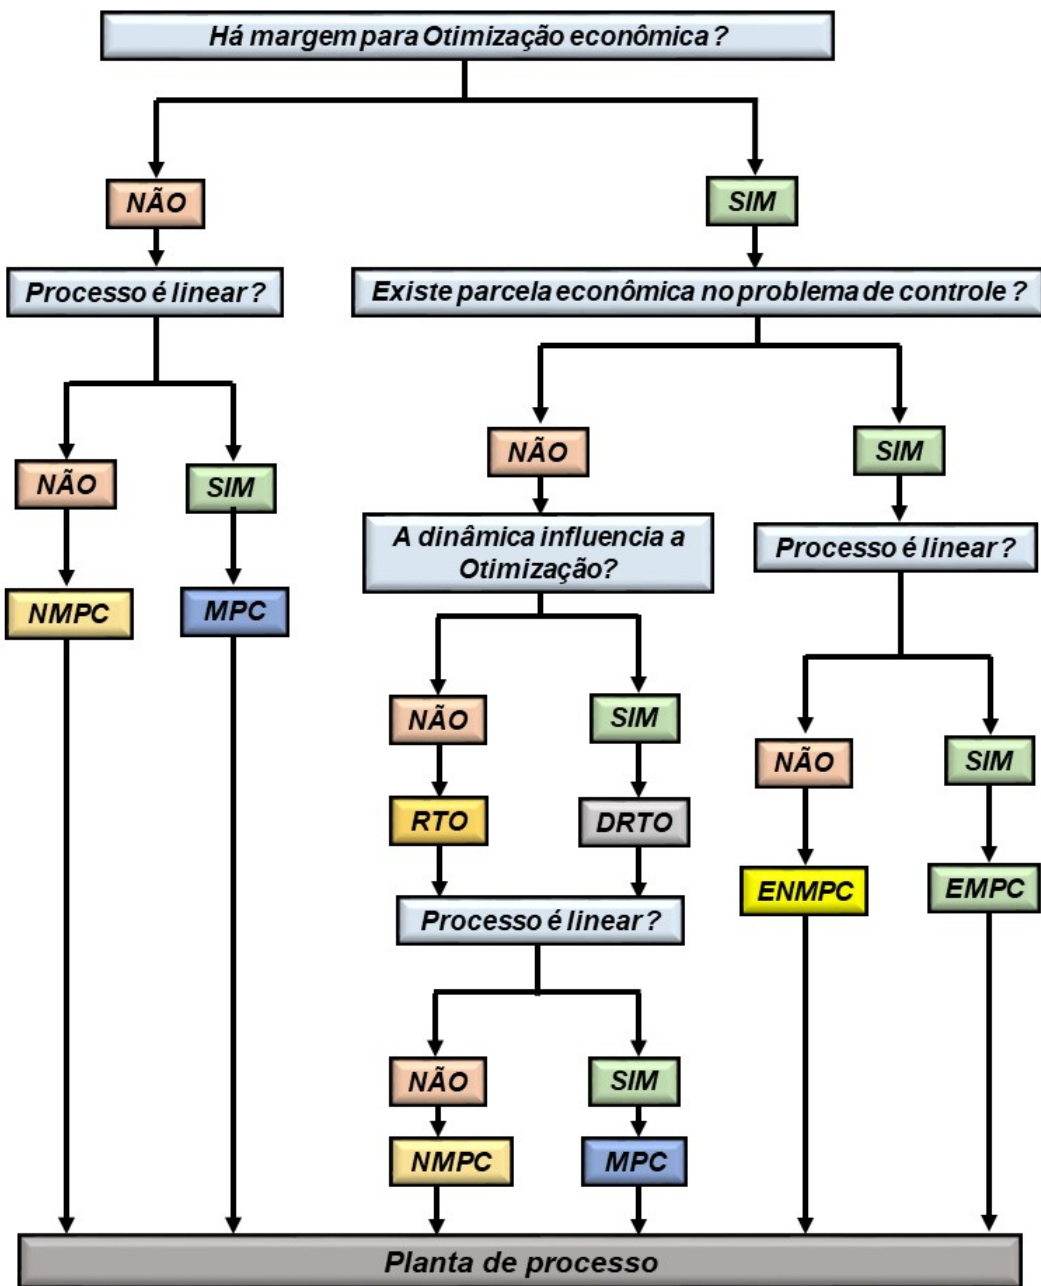 Há margem para Otimização econômica?
NÃO
SIM
Processo é linear?
Existe parcela econômica no problema de controle?
NÃO
SIM
NÃO
SIM
A dinâmica influencia a
Otimização?
Processo é linear?
NMPC
MPC
NÃO
SIM
NÃO
SIM
RTO
DRTO
ENMPC
EMPC
Processo é linear?
NÃO
SIM
NMPC
MPC
Planta de processo